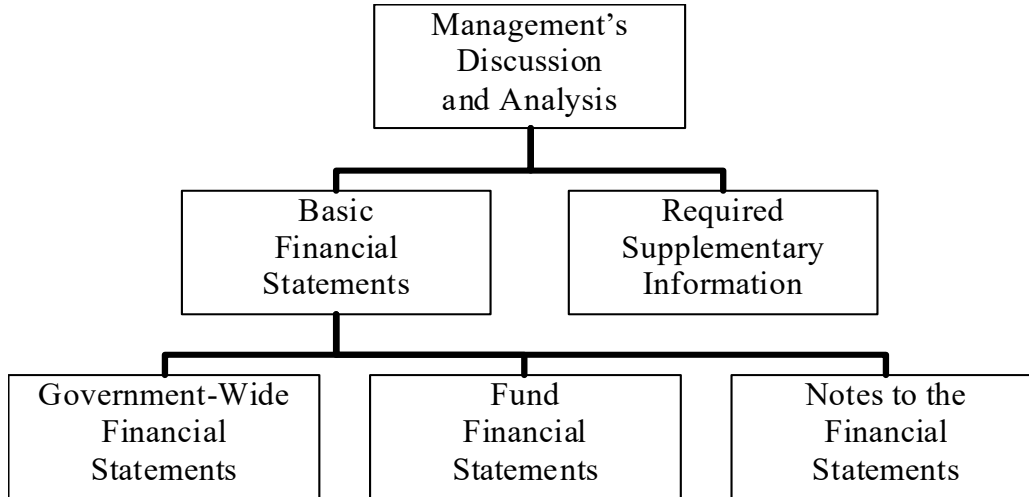 Management’s
Discussion
and Analysis
Basic
Financial
Statements
Required
Supplementary
Information
Government-Wide
Financial
Statements
Fund
Financial
Statements
Notes to the
Financial
Statements